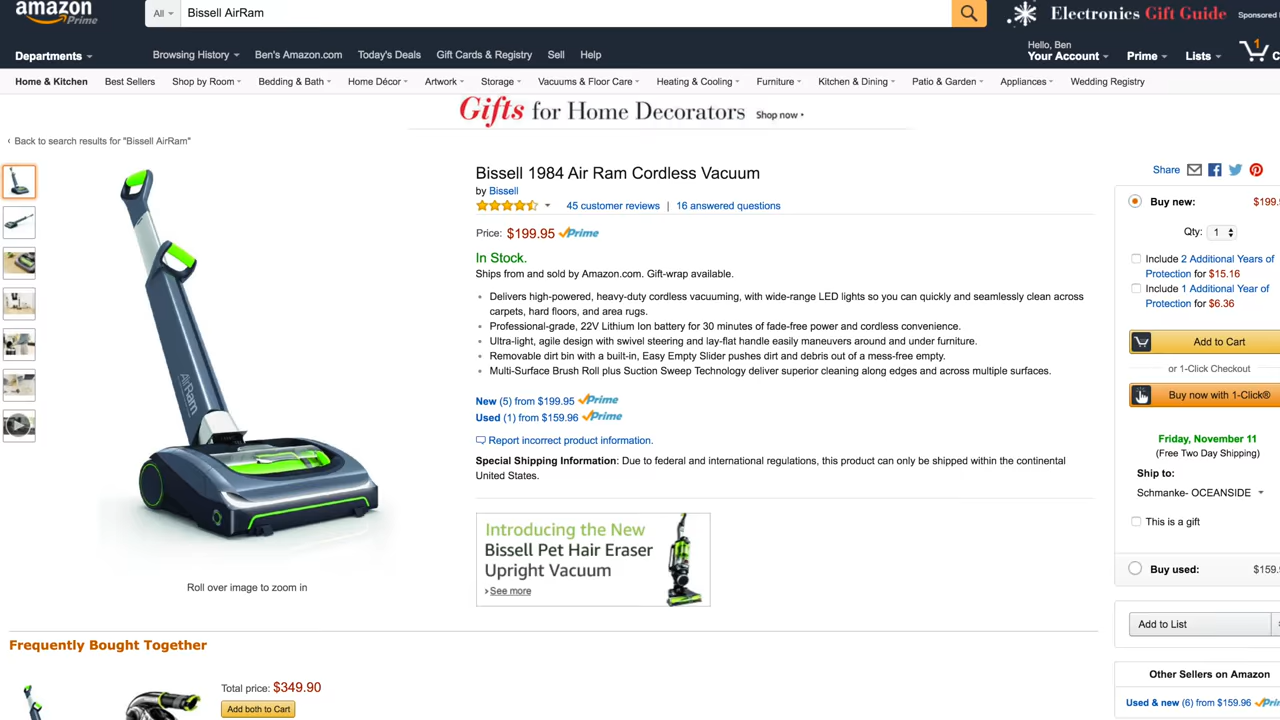 amazon
Prime
All
Bissell AirRam
Electronics Gift Guide
Sponsored
Departments
Browsing History
Ben's Amazon.com
Today's Deals
Gift Cards & Registry
Sell
Help
Hello, Ben
Your Account
Prime
Lists
1
C
Home & Kitchen
Best Sellers
Shop by Room
Bedding & Bath
Home Décor
Artwork
Storage
Vacuums & Floor Care
Heating & Cooling
Furniture
Kitchen & Dining
Patio & Garden
Appliances
Wedding Registry
Gifts for Home Decorators Shop now
‹ Back to search results for "Bissell AirRam"
Bissell 1984 Air Ram Cordless Vacuum
by Bissell
45 customer reviews | 16 answered questions
Price: $199.95 Prime
In Stock.
Ships from and sold by Amazon.com. Gift-wrap available.
Delivers high-powered, heavy-duty cordless vacuuming, with wide-range LED lights so you can quickly and seamlessly clean across
carpets, hard floors, and area rugs.
Professional-grade, 22V Lithium Ion battery for 30 minutes of fade-free power and cordless convenience.
Ultra-light, agile design with swivel steering and lay-flat handle easily maneuvers around and under furniture.
Removable dirt bin with a built-in, Easy Empty Slider pushes dirt and debris out of a mess-free empty.
Multi-Surface Brush Roll plus Suction Sweep Technology deliver superior cleaning along edges and across multiple surfaces.
New (5) from $199.95 Prime
Used (1) from $159.96 Prime
Report incorrect product information.
Special Shipping Information: Due to federal and international regulations, this product can only be shipped within the continental
United States.
Introducing the New
Bissell Pet Hair Eraser
Upright Vacuum
› See more
AirRam
Roll over image to zoom in
Share
Buy new: $199.
Qty: 1
Include 2 Additional Years of
Protection for $15.16
Include 1 Additional Year of
Protection for $6.36
Add to Cart
or 1-Click Checkout
Buy now with 1-Click®
Friday, November 11
(Free Two Day Shipping)
Ship to:
Schmanke- OCEANSIDE
This is a gift
Buy used: $159.
Add to List
Other Sellers on Amazon
Used & new (6) from $159.96
Frequently Bought Together
Total price: $349.90
Add both to Cart